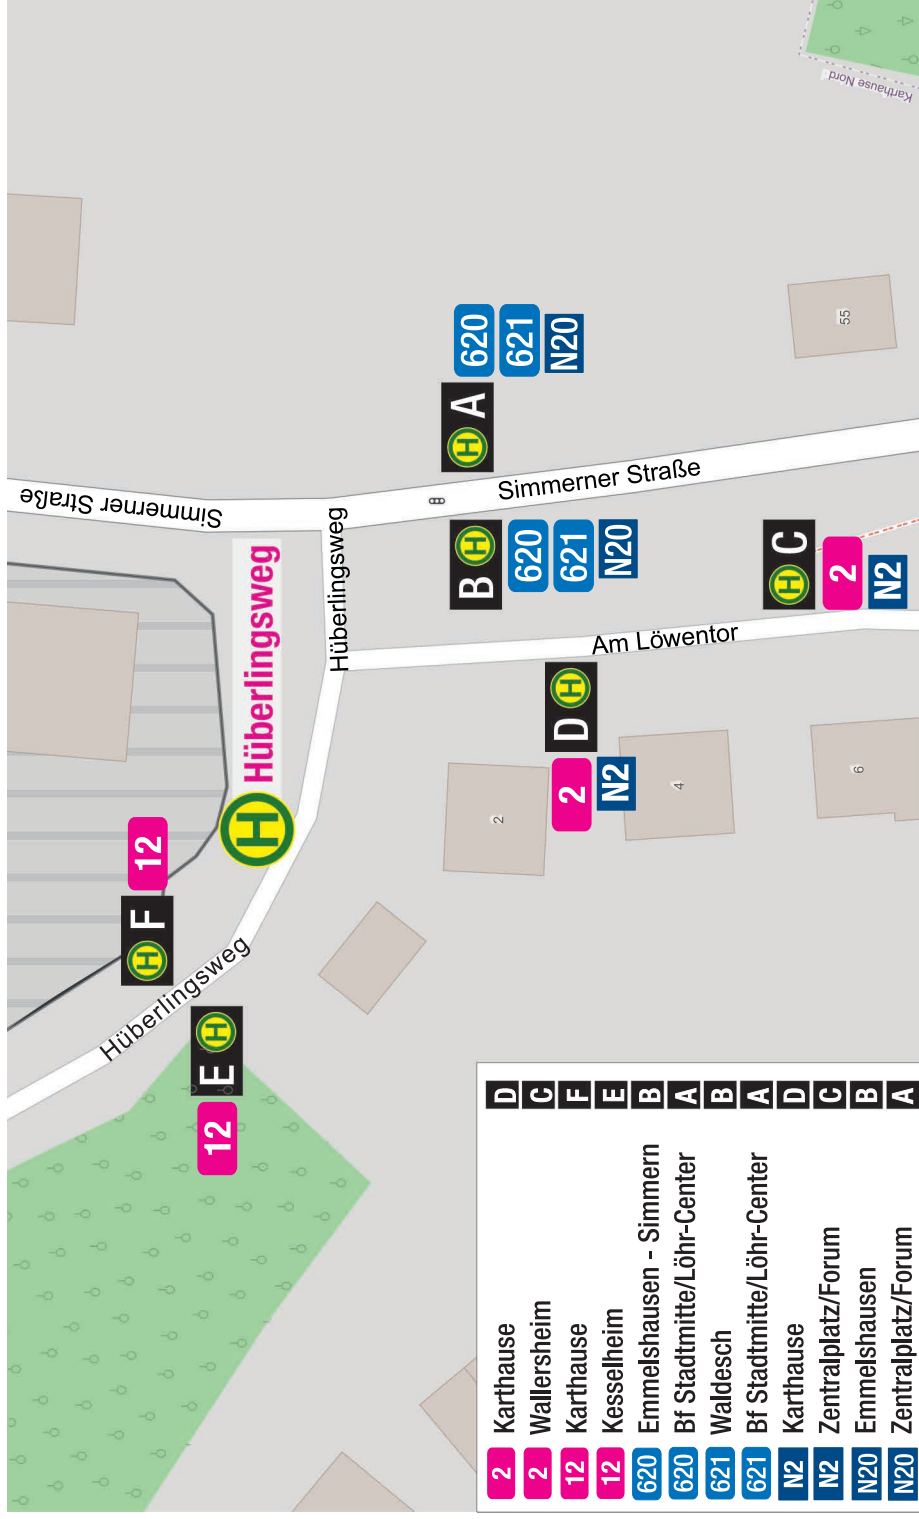 Karthause Nord
55
Simmerner Straße
Simmerner Straße
Hüberlingsweg
Hüberlingsweg
Hüberlingsweg
Am Löwentor
H A
620
621
N20
B H
620
621
N20
H C
2
N2
D H
2
N2
H F
12
E H
12
H
2
4
6
2 Karthause D
2 Wallersheim C
12 Karthause F
12 Kesselheim E
620 Emmelshausen - Simmern B
620 Bf Stadtmitte/Löhr-Center A
621 Waldesch B
621 Bf Stadtmitte/Löhr-Center A
N2 Karthause D
N2 Zentralplatz/Forum C
N20 Emmelshausen B
N20 Zentralplatz/Forum A